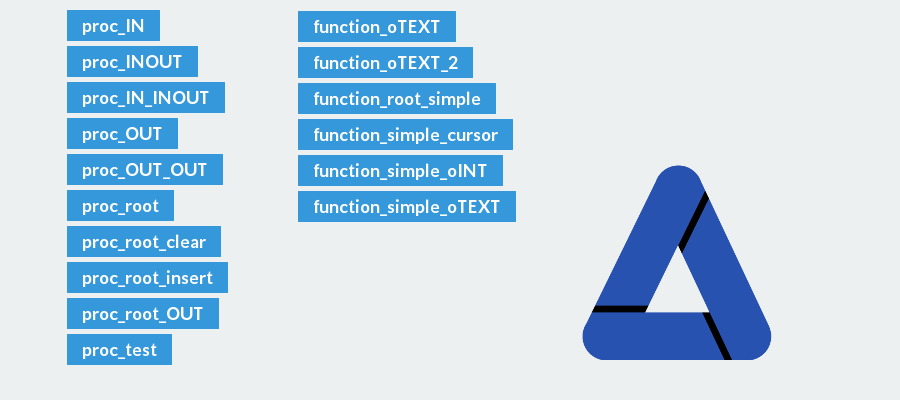 proc_IN
proc_INOUT
proc_IN_INOUT
proc_OUT
proc_OUT_OUT
proc_root
proc_root_clear
proc_root_insert
proc_root_OUT
proc_test
function_oTEXT
function_oTEXT_2
function_root_simple
function_simple_cursor
function_simple_oINT
function_simple_oTEXT